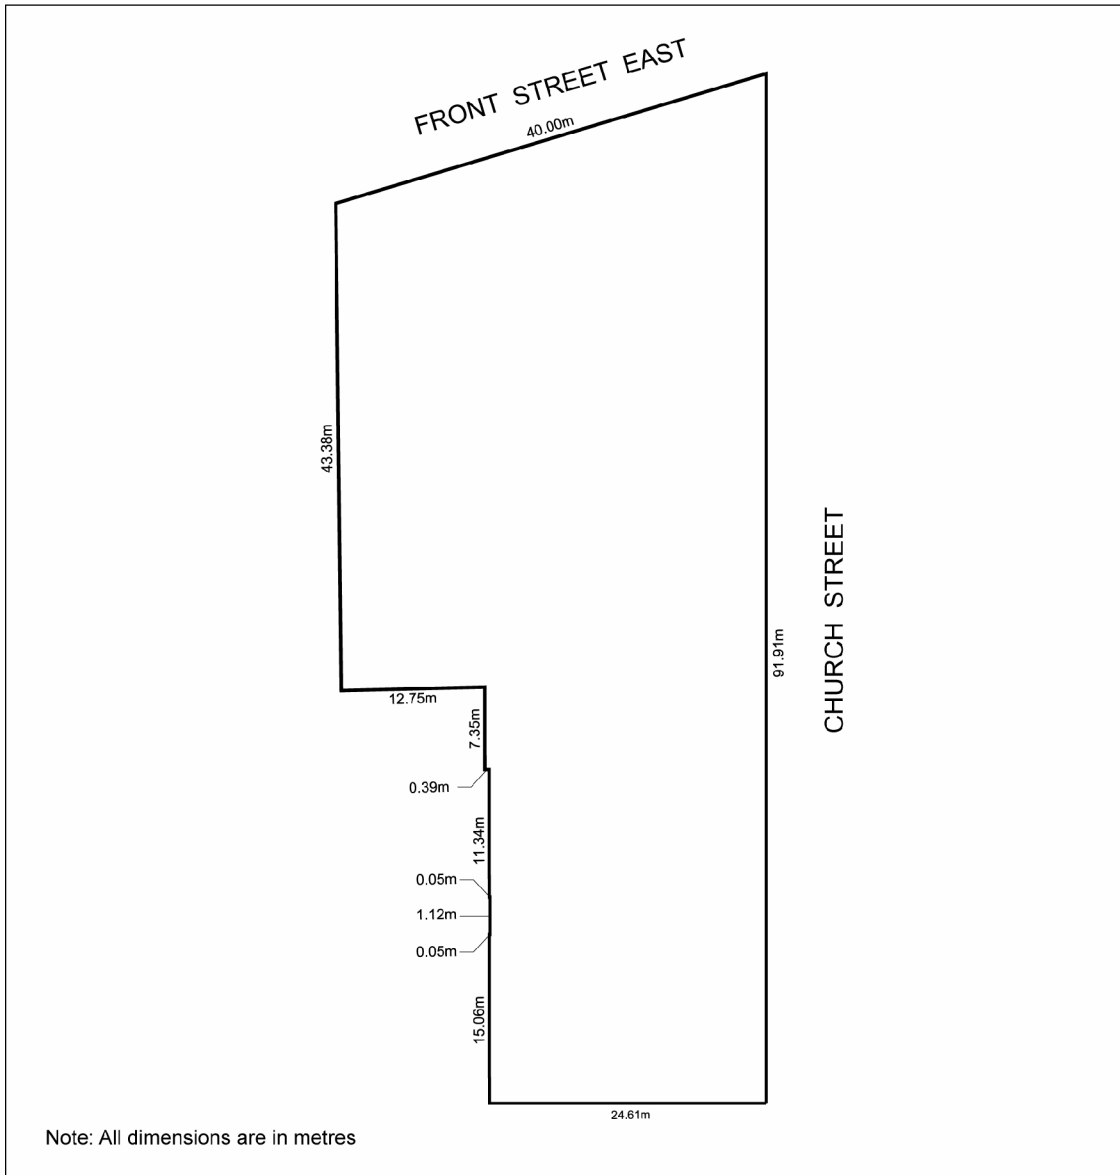 FRONT STREET EAST
40.00m
43.38m
12.75m
7.35m
0.39m
11.34m
0.05m
1.12m
0.05m
15.06m
24.61m
91.91m
CHURCH STREET
Note: All dimensions are in metres